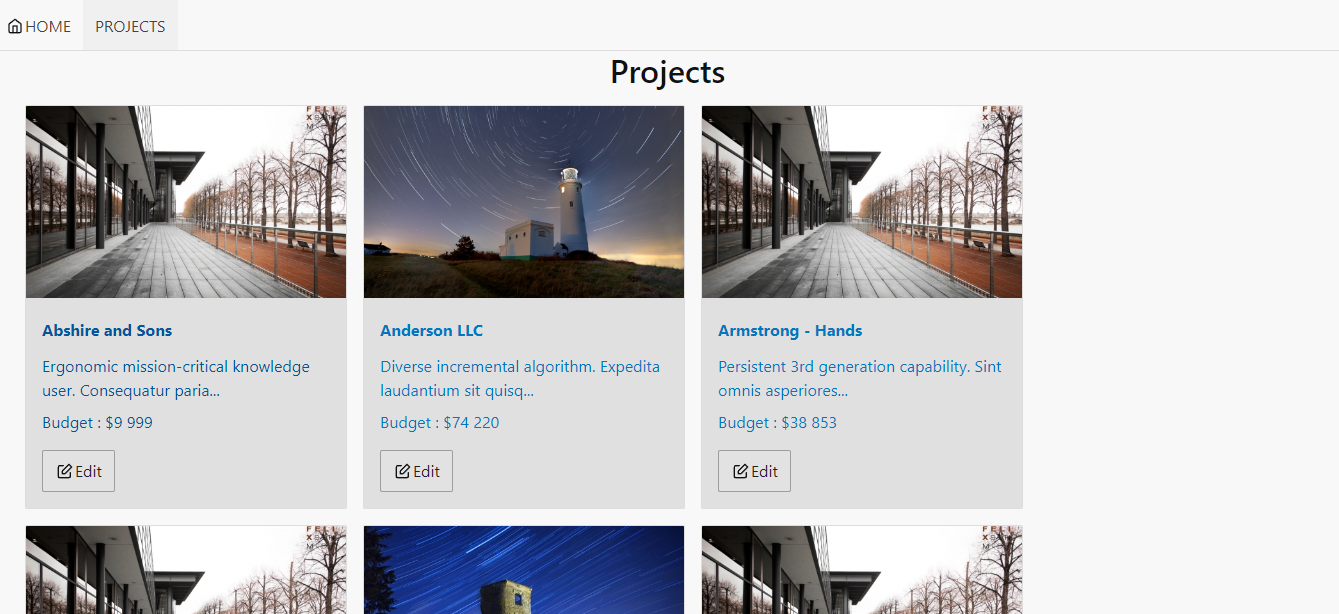 HOME
PROJECTS
Projects
Abshire and Sons
Ergonomic mission-critical knowledge
user. Consequatur paria...
Budget : $9 999
Edit
Anderson LLC
Diverse incremental algorithm. Expedita
laudantium sit quisq...
Budget : $74 220
Edit
Armstrong - Hands
Persistent 3rd generation capability. Sint
omnis asperiores...
Budget : $38 853
Edit